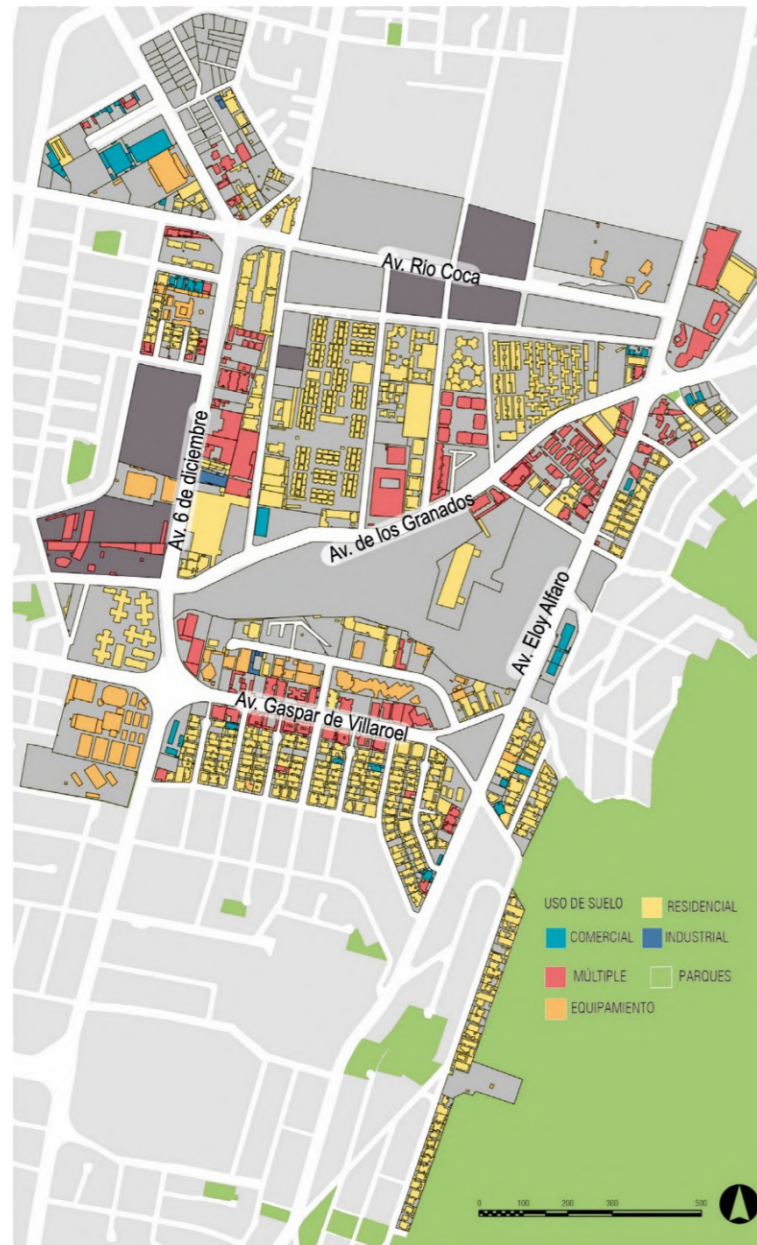 Av. Rio Coca
Av. 6 de diciembre
Av. de los Granados
Av. Eloy Alfaro
Av. Gaspar de Villaroel
USO DE SUELO
RESIDENCIAL
COMERCIAL
INDUSTRIAL
MÚLTIPLE
PARQUES
EQUIPAMIENTO
0 100 200 300 500